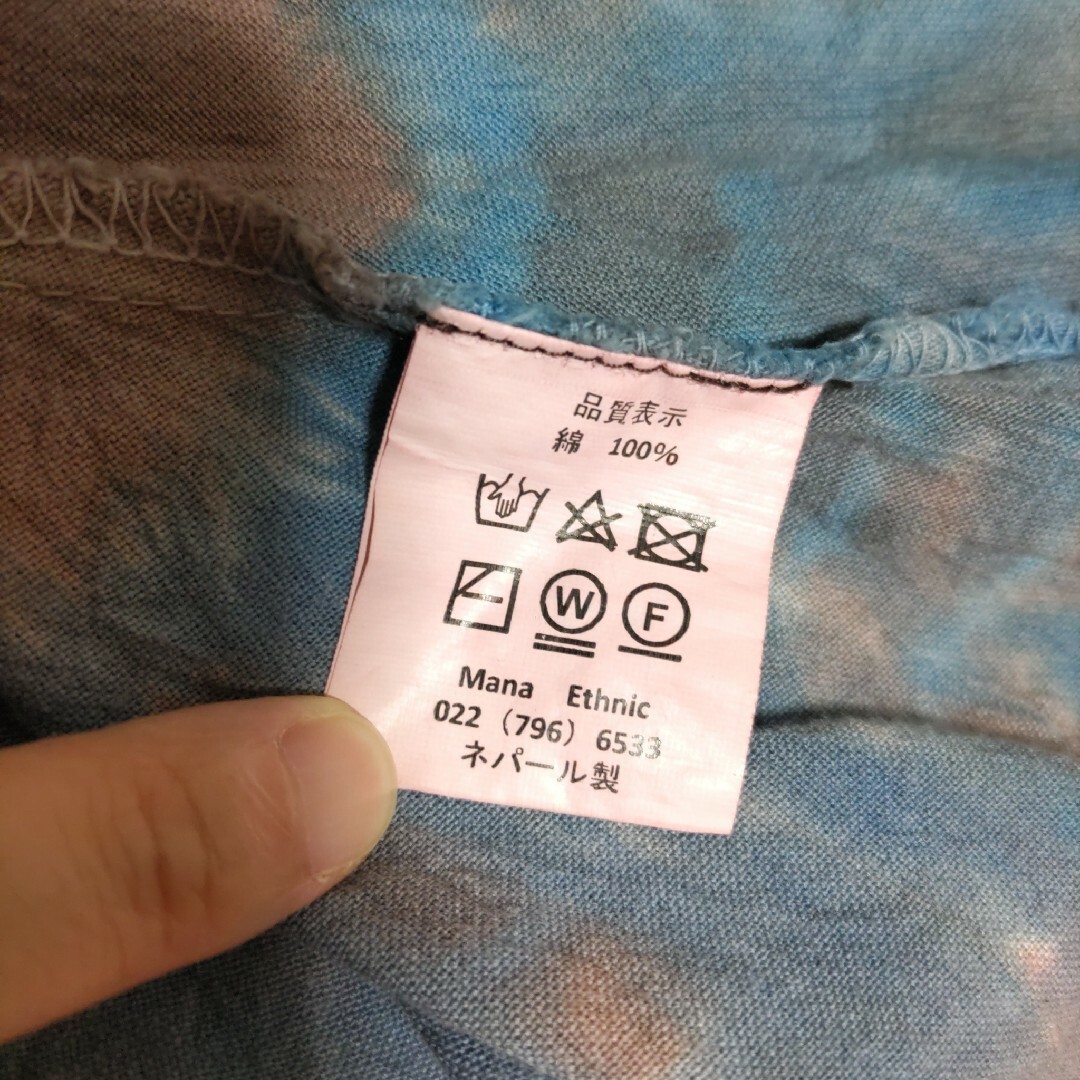 品質表示
綿 100%
W F
Mana Ethnic
022 (796) 6533
ネパール製